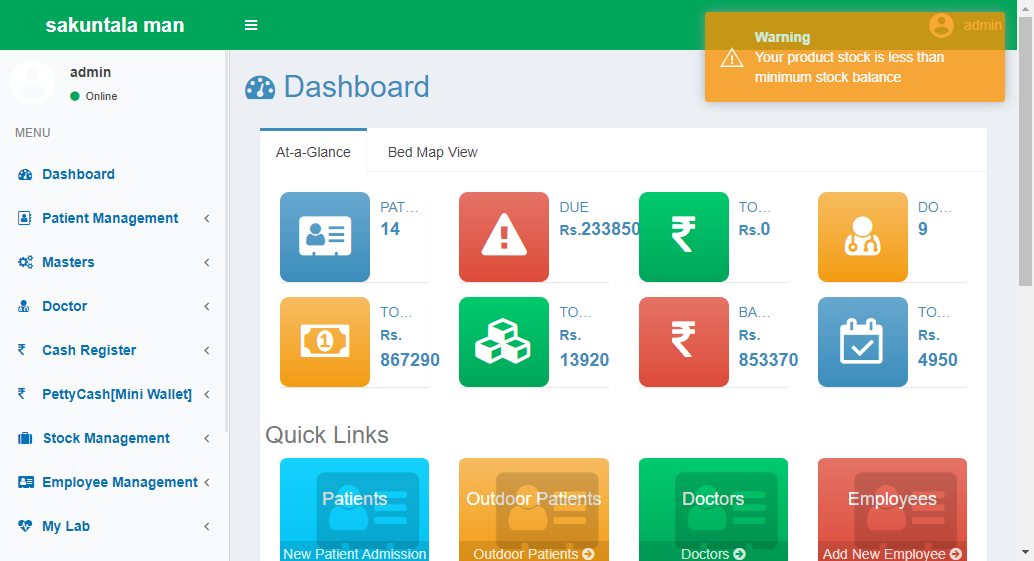 sakuntala man
admin
Warning
Your product stock is less than
minimum stock balance
admin
Online
MENU
Dashboard
Patient Management
Masters
Doctor
Cash Register
PettyCash[Mini Wallet]
Stock Management
Employee Management
My Lab
Dashboard
At-a-Glance
Bed Map View
PAT...
14
DUE
Rs.233850
TO...
Rs.0
DO...
9
TO...
Rs.
867290
TO...
Rs.
13920
BA...
Rs.
853370
TO...
Rs.
4950
Quick Links
Patients
New Patient Admission
Outdoor Patients
Outdoor Patients
Doctors
Doctors
Employees
Add New Employee